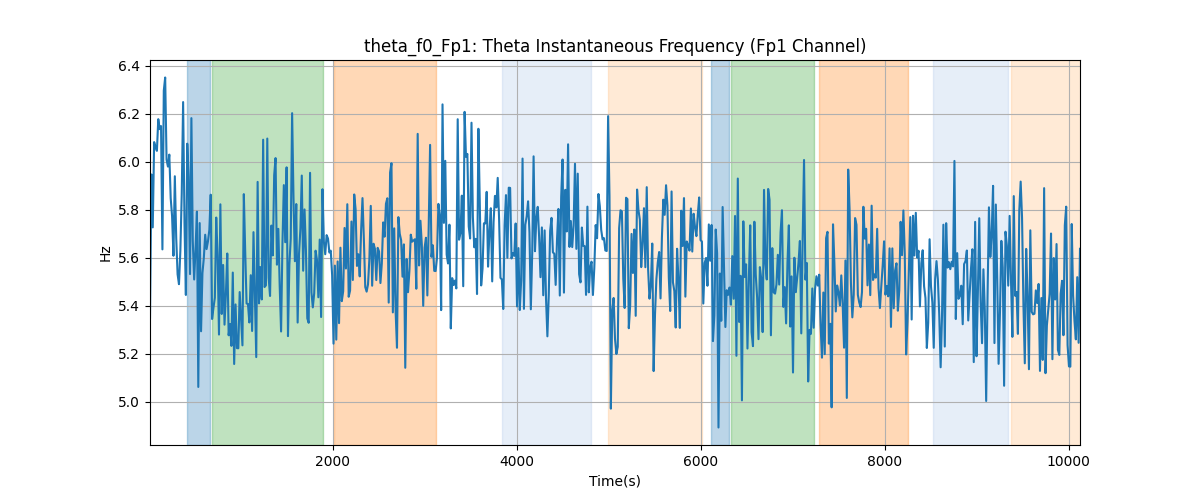 theta_f0_Fp1: Theta Instantaneous Frequency (Fp1 Channel)
6.4
6.2
6.0
5.8
5.6
5.4
5.2
5.0
Hz
2000 4000 6000 8000 10000
Time(s)